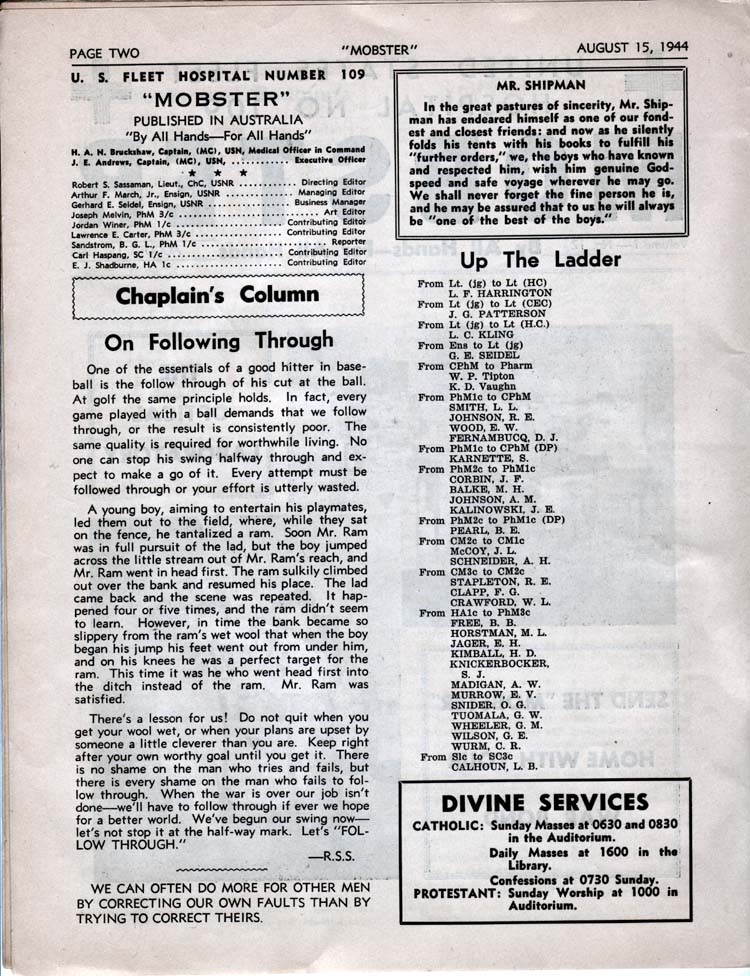 PAGE TWO
"MOBSTER"
AUGUST 15, 1944
U. S. FLEET HOSPITAL NUMBER 109
"MOBSTER"
PUBLISHED IN AUSTRALIA
"By All Hands—For All Hands"
H. A. N. Bruckshaw, Captain, (MC), USN, Medical Officer in Command
J. E. Andrews, Captain, (MC), USN, ............ Executive Officer
★ ★ ★
Robert S. Sassaman, Lieut., ChC, USNR ............... Directing Editor
Arthur F. March, Jr., Ensign, USNR .................. Managing Editor
Gerhard E. Seidel, Ensign, USNR .................... Business Manager
Joseph Melvin, PhM 3/c ................................... Art Editor
Jordan Winer, PhM 1/c .......................... Contributing Editor
Lawrence E. Carter, PhM 3/c .................... Contributing Editor
Sandstrom, B. G. L., PhM 1/c .......................... Reporter
Carl Haspang, SC 1/c ........................... Contributing Editor
E. J. Shadburne, HA 1c ......................... Contributing Editor
Chaplain's Column
On Following Through
One of the essentials of a good hitter in base-
ball is the follow through of his cut at the ball.
At golf the same principle holds. In fact, every
game played with a ball demands that we follow
through, or the result is consistently poor. The
same quality is required for worthwhile living. No
one can stop his swing halfway through and ex-
pect to make a go of it. Every attempt must be
followed through or your effort is utterly wasted.
A young boy, aiming to entertain his playmates,
led them out to the field, where, while they sat
on the fence, he tantalized a ram. Soon Mr. Ram
was in full pursuit of the lad, but the boy jumped
across the little stream out of Mr. Ram's reach, and
Mr. Ram went in head first. The ram sulkily climbed
out over the bank and resumed his place. The lad
came back and the scene was repeated. It hap-
pened four or five times, and the ram didn't seem
to learn. However, in time the bank became so
slippery from the ram's wet wool that when the boy
began his jump his feet went out from under him,
and on his knees he was a perfect target for the
ram. This time it was he who went head first into
the ditch instead of the ram. Mr. Ram was
satisfied.
There's a lesson for us! Do not quit when you
get your wool wet, or when your plans are upset by
someone a little cleverer than you are. Keep right
after your own worthy goal until you get it. There
is no shame on the man who tries and fails, but
there is every shame on the man who fails to fol-
low through. When the war is over our job isn't
done—we'll have to follow through if ever we hope
for a better world. We've begun our swing now—
let's not stop it at the half-way mark. Let's "FOL-
LOW THROUGH."
—R.S.S.
WE CAN OFTEN DO MORE FOR OTHER MEN
BY CORRECTING OUR OWN FAULTS THAN BY
TRYING TO CORRECT THEIRS.
MR. SHIPMAN
In the great pastures of sincerity, Mr. Ship-
man has endeared himself as one of our fond-
est and closest friends: and now as he silently
folds his tents with his books to fulfill his
"further orders," we, the boys who have known
and respected him, wish him genuine God-
speed and safe voyage wherever he may go.
We shall never forget the fine person he is,
and he may be assured that to us he will always
be "one of the best of the boys."
Up The Ladder
From Lt. (jg) to Lt (HC)
L. F. HARRINGTON
From Lt (jg) to Lt (CEC)
J. G. PATTERSON
From Lt (jg) to Lt (H.C.)
L. C. KLING
From Ens to Lt (jg)
G. E. SEIDEL
From CPhM to Pharm
W. P. Tipton
K. D. Vaughn
From PhM1c to CPhM
SMITH, L. L.
JOHNSON, R. E.
WOOD, E. W.
FERNAMBUCQ, D. J.
From PhM1c to CPhM (DP)
KARNETTE, S.
From PhM2c to PhM1c
CORBIN, J. F.
BALKE, M. H.
JOHNSON, A. M.
KALINOWSKI, J. E.
From PhM2c to PhM1c (DP)
PEARL, B. E.
From CM2c to CM1c
McCOY, J. L.
SCHNEIDER, A. H.
From CM3c to CM2c
STAPLETON, R. E.
CLAPP, F. G.
CRAWFORD, W. L.
From HA1c to PhM3c
FREE, B. B.
HORSTMAN, M. L.
JAGER, E. H.
KIMBALL, H. D.
KNICKERBOCKER,
S. J.
MADIGAN, A. W.
MURROW, E. V.
SNIDER, O. G.
TUOMALA, G. W.
WHEELER, G. M.
WILSON, G. E.
WURM, C. R.
From S1c to SC3c
CALHOUN, L. B.
DIVINE SERVICES
CATHOLIC: Sunday Masses at 0630 and 0830
in the Auditorium.
Daily Masses at 1600 in the
Library.
Confessions at 0730 Sunday.
PROTESTANT: Sunday Worship at 1000 in
Auditorium.